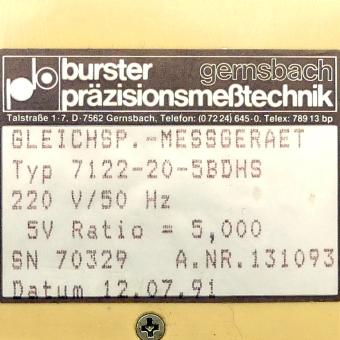 burster gernsbach
präzisionsmeßtechnik
Talstraße 1-7, D-7562 Gernsbach, Telefon: (07224) 645-0, Telex: 78913 bp
GLEICHSP.-MESSGERAET
Typ 7122-20-5BDHS
220 V/50 Hz
5V Ratio = 5,000
SN 70329 A.NR.131093
Datum 12.07.91